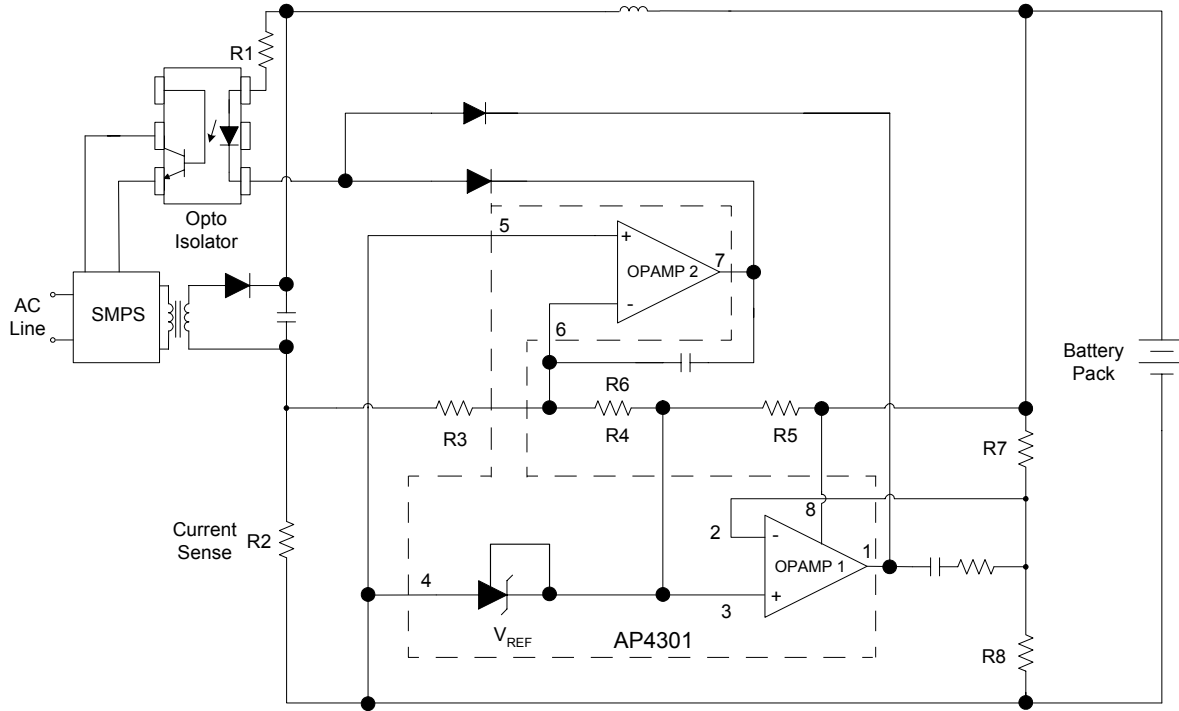 R1
Opto
Isolator
5
+
OPAMP 2
7
-
6
AC
Line
SMPS
Battery
Pack
R6
R3
R4
R5
R7
8
Current
Sense
R2
2
-
OPAMP 1
1
4
+
3
VREF
AP4301
R8